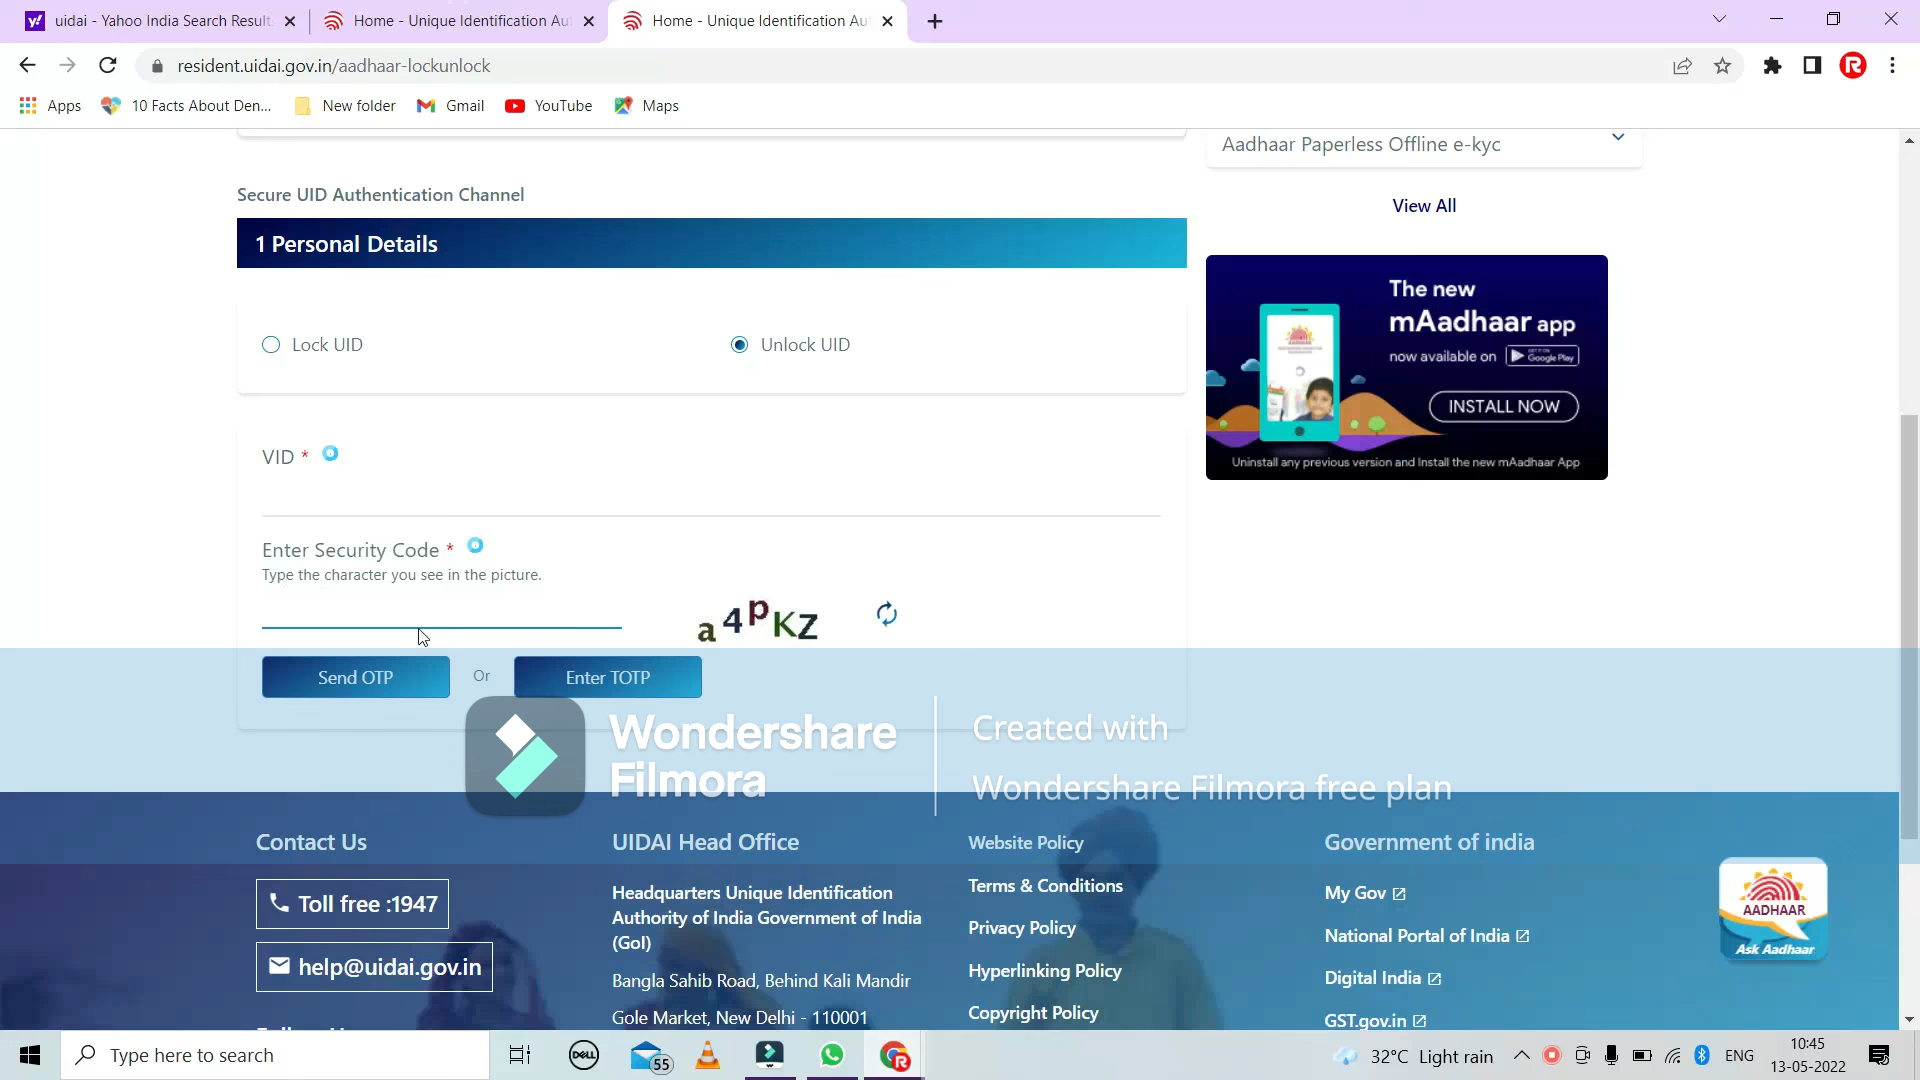 uidai - Yahoo India Search Result
Home - Unique Identification Au
Home - Unique Identification Au
resident.uidai.gov.in/aadhaar-lockunlock
Apps
10 Facts About Den...
New folder
Gmail
YouTube
Maps
Aadhaar Paperless Offline e-kyc
View All
Secure UID Authentication Channel
1 Personal Details
Lock UID
Unlock UID
The new
mAadhaar app
now available on
Google Play
INSTALL NOW
Uninstall any previous version and Install the new mAadhaar App
VID *
Enter Security Code *
Type the character you see in the picture.
a4pKZ
Send OTP
Or
Enter TOTP
Wondershare
Filmora
Created with
Wondershare Filmora free plan
Contact Us
Toll free :1947
help@uidai.gov.in
UIDAI Head Office
Headquarters Unique Identification
Authority of India Government of India
(GoI)
Bangla Sahib Road, Behind Kali Mandir
Gole Market, New Delhi - 110001
Website Policy
Terms & Conditions
Privacy Policy
Hyperlinking Policy
Copyright Policy
Government of india
My Gov
National Portal of India
Digital India
GST.gov.in
AADHAAR
Ask Aadhaar
Type here to search
DELL
55
32°C Light rain
ENG
10:45
13-05-2022